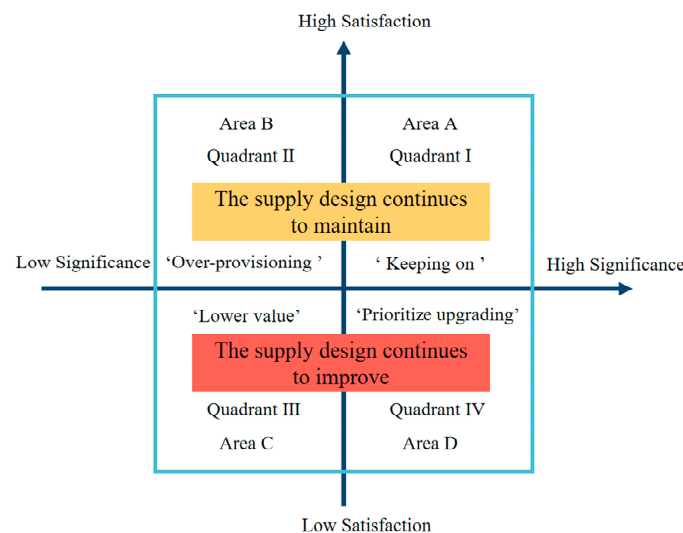 High Satisfaction
Area B
Area A
Quadrant II
Quadrant I
The supply design continues
to maintain
Low Significance
‘Over-provisioning ’
‘ Keeping on ’
High Significance
‘Lower value’
‘Prioritize upgrading’
The supply design continues
to improve
Quadrant III
Quadrant IV
Area C
Area D
Low Satisfaction